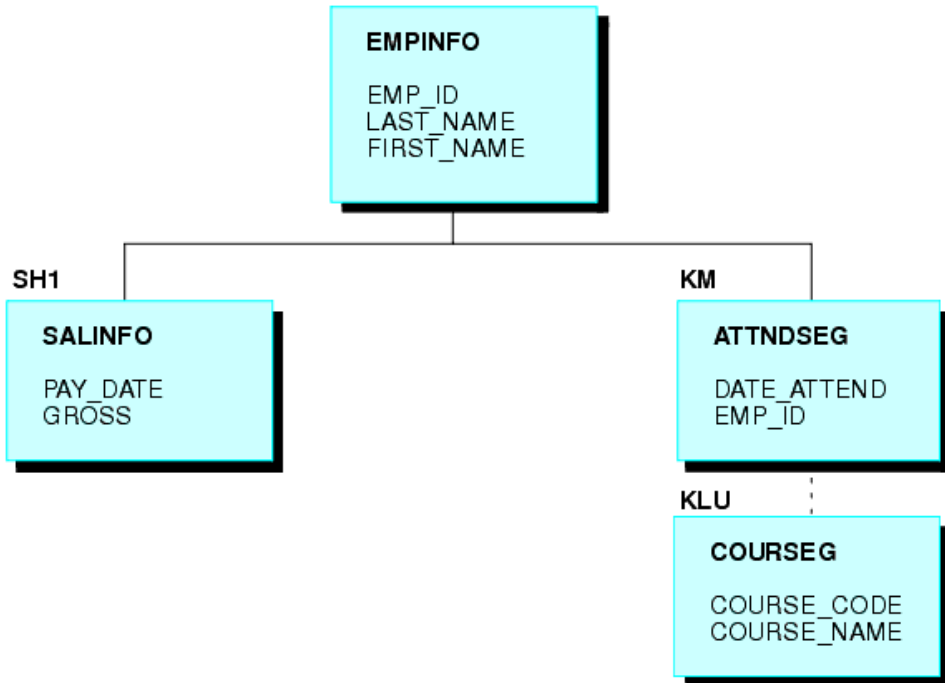 EMPINFO
EMP_ID
LAST_NAME
FIRST_NAME
SH1
SALINFO
PAY_DATE
GROSS
KM
ATTNDSEG
DATE_ATTEND
EMP_ID
KLU
COURSEG
COURSE_CODE
COURSE_NAME